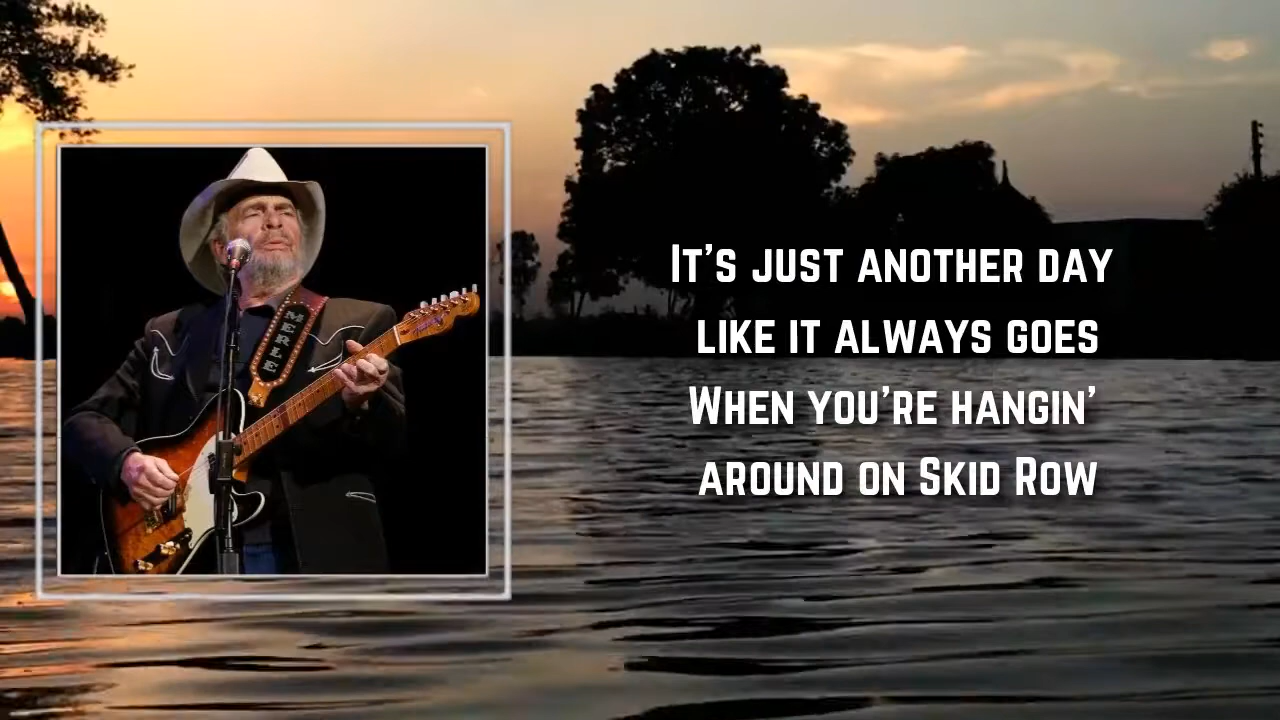 MERLE
It's just another day
like it always goes
When you're hangin'
around on Skid Row